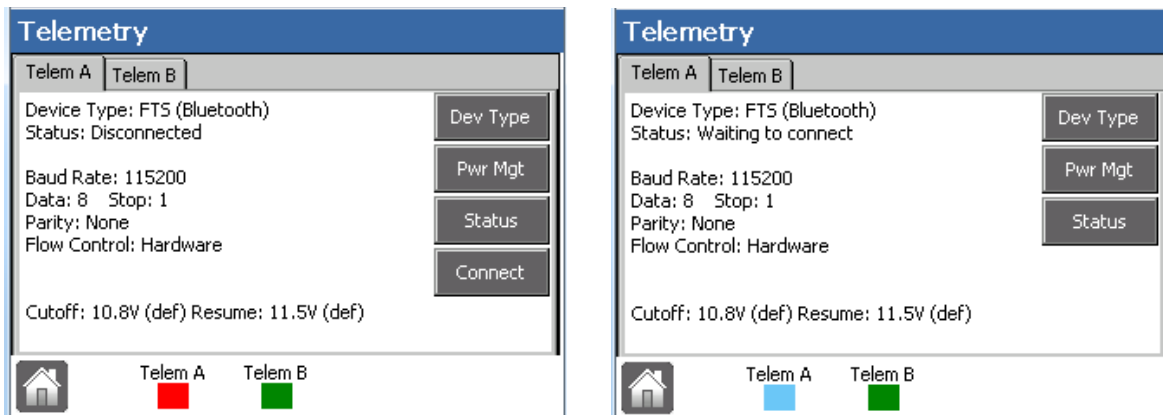 Telemetry
Telem A Telem B
Device Type: FTS (Bluetooth)
Status: Disconnected
Baud Rate: 115200
Data: 8 Stop: 1
Parity: None
Flow Control: Hardware
Cutoff: 10.8V (def) Resume: 11.5V (def)
Dev Type
Pwr Mgt
Status
Connect
Telem A Telem B
Telemetry
Telem A Telem B
Device Type: FTS (Bluetooth)
Status: Waiting to connect
Baud Rate: 115200
Data: 8 Stop: 1
Parity: None
Flow Control: Hardware
Cutoff: 10.8V (def) Resume: 11.5V (def)
Dev Type
Pwr Mgt
Status
Telem A Telem B